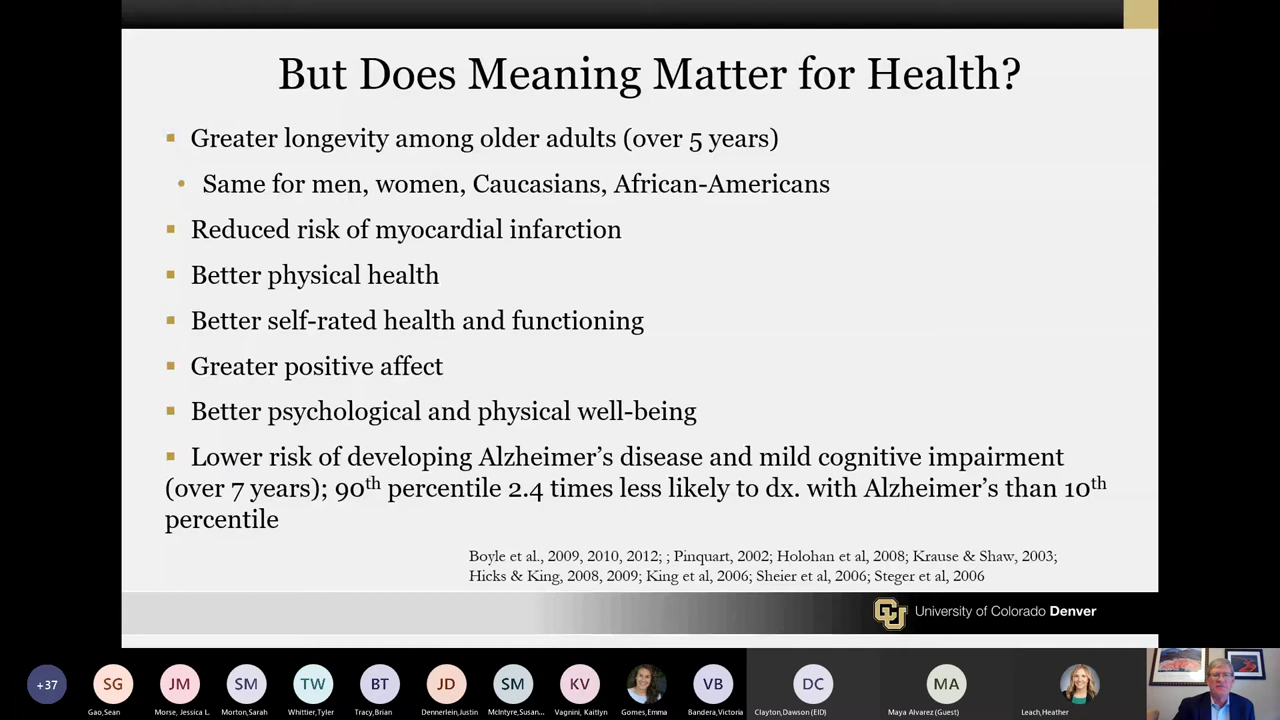 But Does Meaning Matter for Health?
▪ Greater longevity among older adults (over 5 years)
• Same for men, women, Caucasians, African-Americans
▪ Reduced risk of myocardial infarction
▪ Better physical health
▪ Better self-rated health and functioning
▪ Greater positive affect
▪ Better psychological and physical well-being
▪ Lower risk of developing Alzheimer’s disease and mild cognitive impairment
(over 7 years); 90th percentile 2.4 times less likely to dx. with Alzheimer’s than 10th
percentile
Boyle et al., 2009, 2010, 2012; ; Pinquart, 2002; Holohan et al, 2008; Krause & Shaw, 2003;
Hicks & King, 2008, 2009; King et al, 2006; Sheier et al, 2006; Steger et al, 2006
CU University of Colorado Denver
+37 SG JM SM TW BT JD SM KV VB DC MA
Gao,Sean Morse, Jessica L. Morton,Sarah Whittier,Tyler Tracy,Brian Dennerlein,Justin McIntyre,Susan... Vagnini, Kaitlyn Gomes,Emma Bandera,Victoria Clayton,Dawson (EID) Maya Alvarez (Guest) Leach,Heather